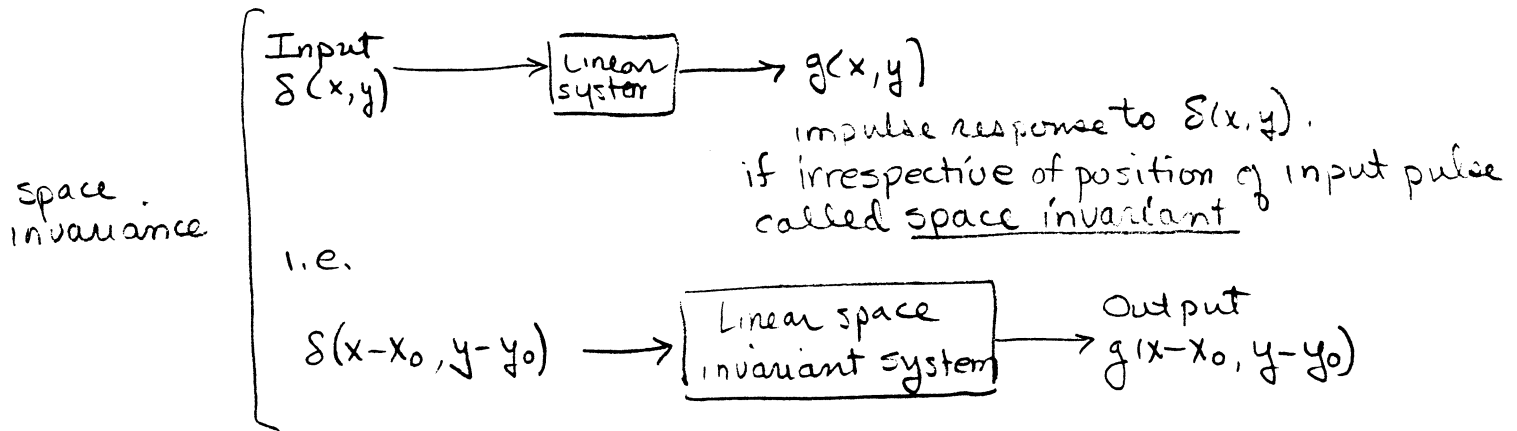 Input
δ(x,y) → Linear system → g(x,y)
impulse response to δ(x,y).
if irrespective of position of input pulse
called space invariant
space
invariance
i.e.
δ(x-x₀, y-y₀) → Linear space invariant system → Output g(x-x₀, y-y₀)